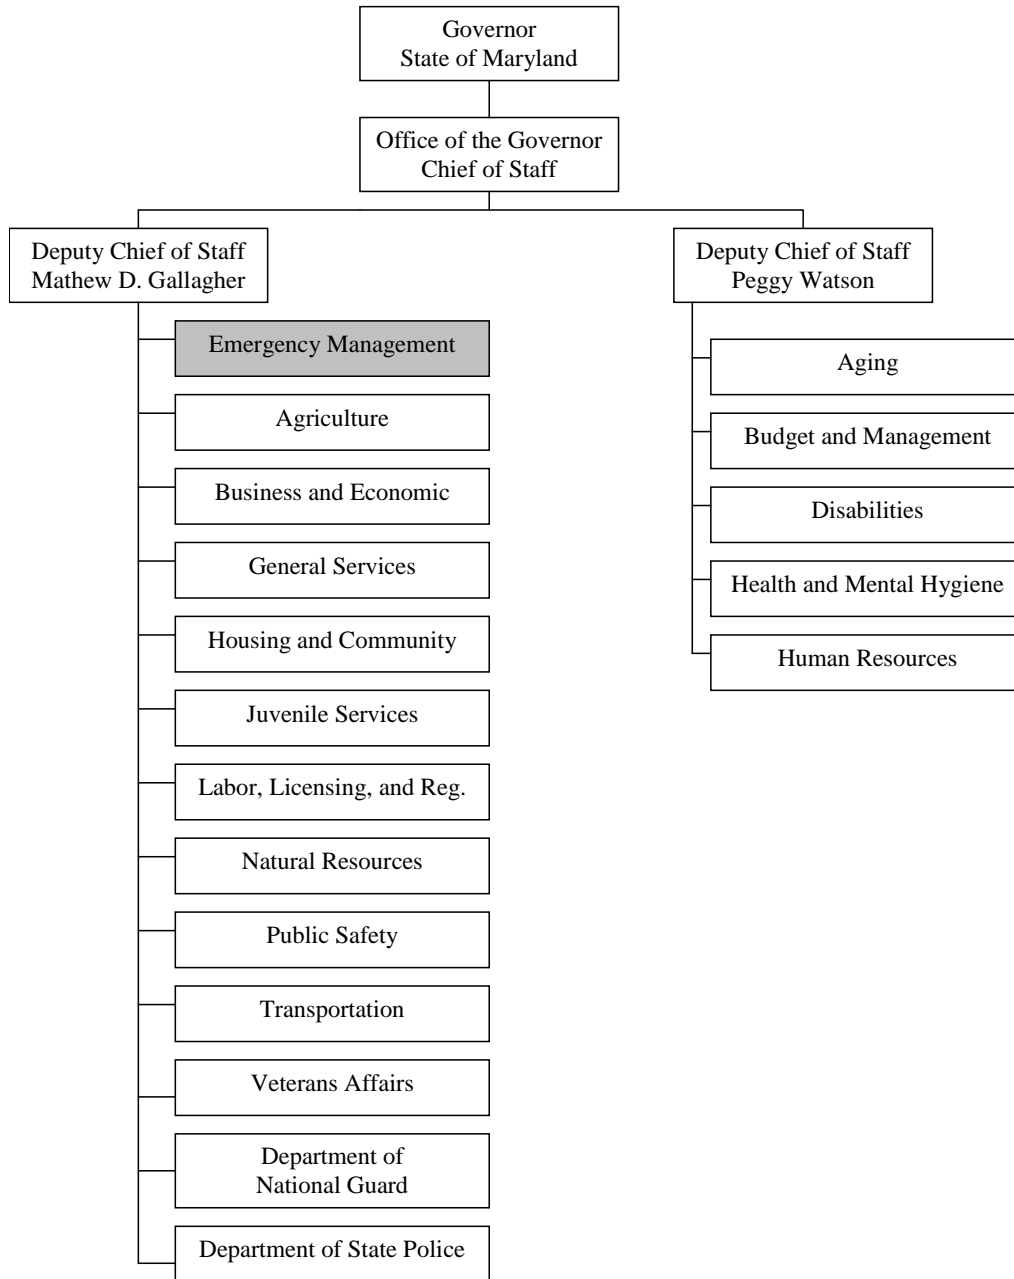 Governor
State of Maryland
Office of the Governor
Chief of Staff
Deputy Chief of Staff
Mathew D. Gallagher
Emergency Management
Agriculture
Business and Economic
General Services
Housing and Community
Juvenile Services
Labor, Licensing, and Reg.
Natural Resources
Public Safety
Transportation
Veterans Affairs
Department of
National Guard
Department of State Police
Deputy Chief of Staff
Peggy Watson
Aging
Budget and Management
Disabilities
Health and Mental Hygiene
Human Resources